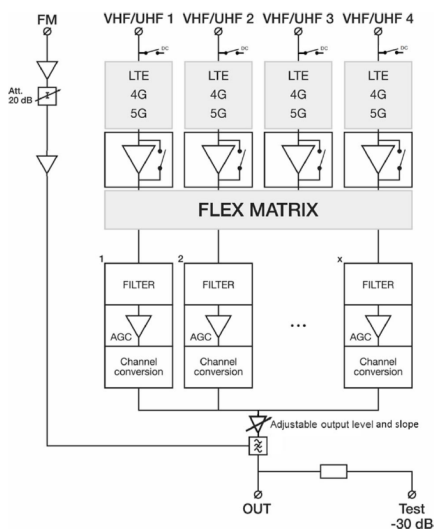 FM
VHF/UHF 1
VHF/UHF 2
VHF/UHF 3
VHF/UHF 4
DC
DC
DC
DC
Att.
20 dB
LTE
4G
5G
LTE
4G
5G
LTE
4G
5G
LTE
4G
5G
FLEX MATRIX
1
FILTER
AGC
Channel
conversion
2
FILTER
AGC
Channel
conversion
...
x
FILTER
AGC
Channel
conversion
Adjustable output level and slope
OUT
Test
-30 dB